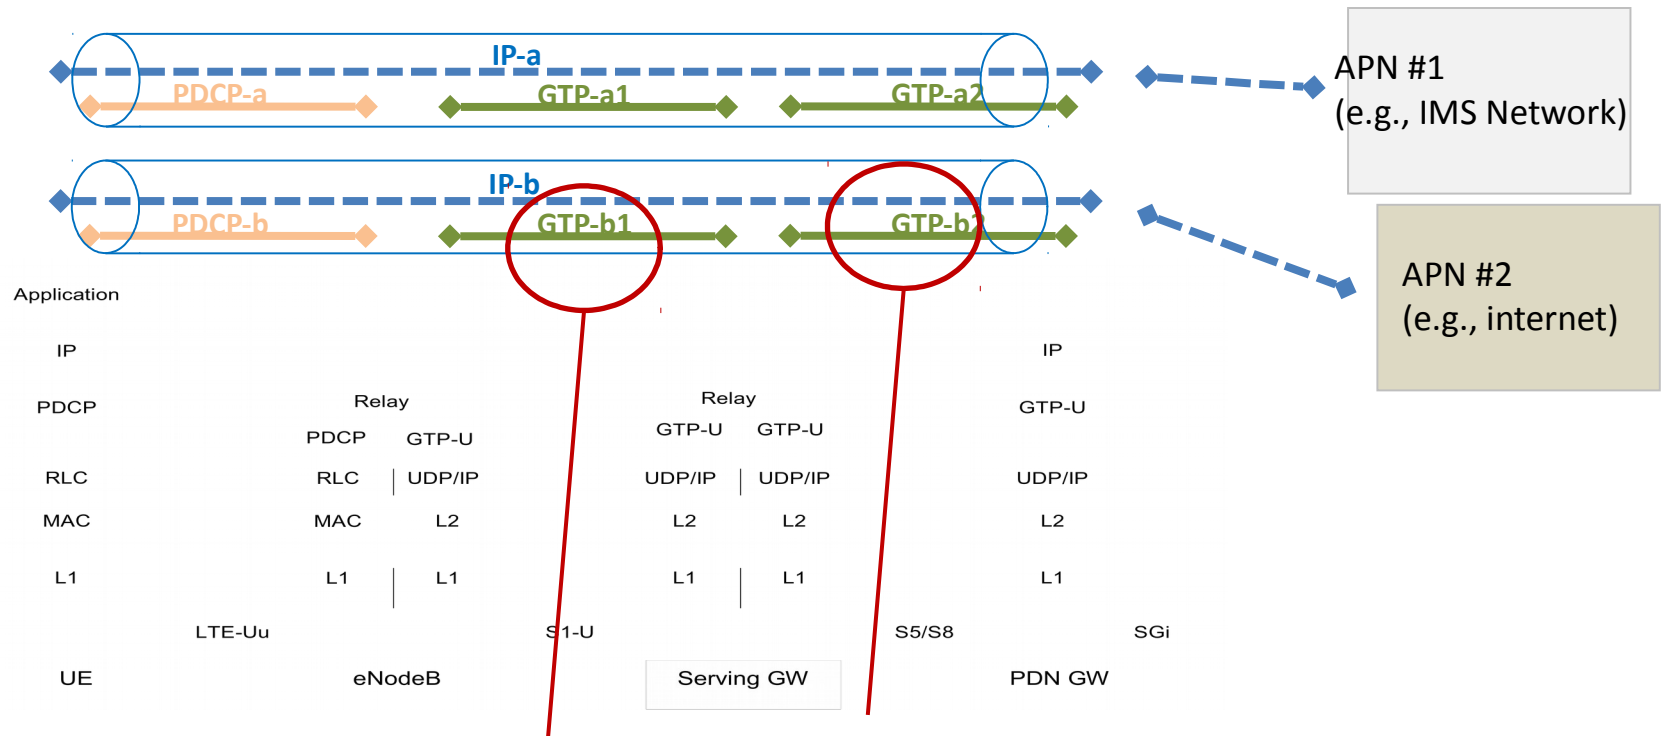 IP-a
PDCP-a
GTP-a1
GTP-a2
APN #1
(e.g., IMS Network)
IP-b
PDCP-b
GTP-b1
GTP-b2
APN #2
(e.g., internet)
Application
IP
IP
PDCP
Relay
Relay
GTP-U
PDCP
GTP-U
GTP-U
GTP-U
RLC
RLC
UDP/IP
UDP/IP
UDP/IP
UDP/IP
MAC
MAC
L2
L2
L2
L2
L1
L1
L1
L1
L1
L1
LTE-Uu
S1-U
S5/S8
SGi
UE
eNodeB
Serving GW
PDN GW